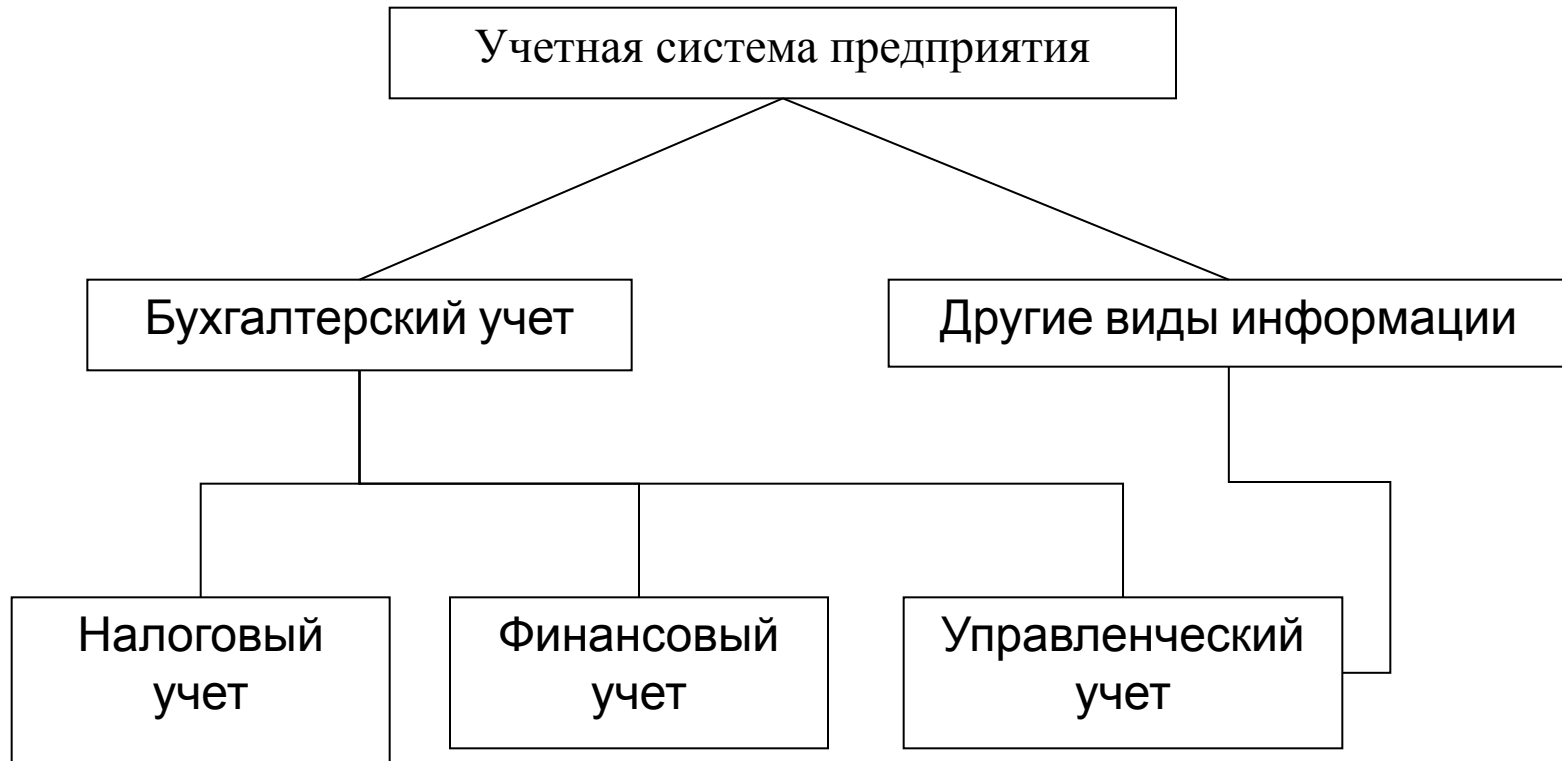 Учетная система предприятия
Бухгалтерский учет
Другие виды информации
Налоговый
учет
Финансовый
учет
Управленческий
учет